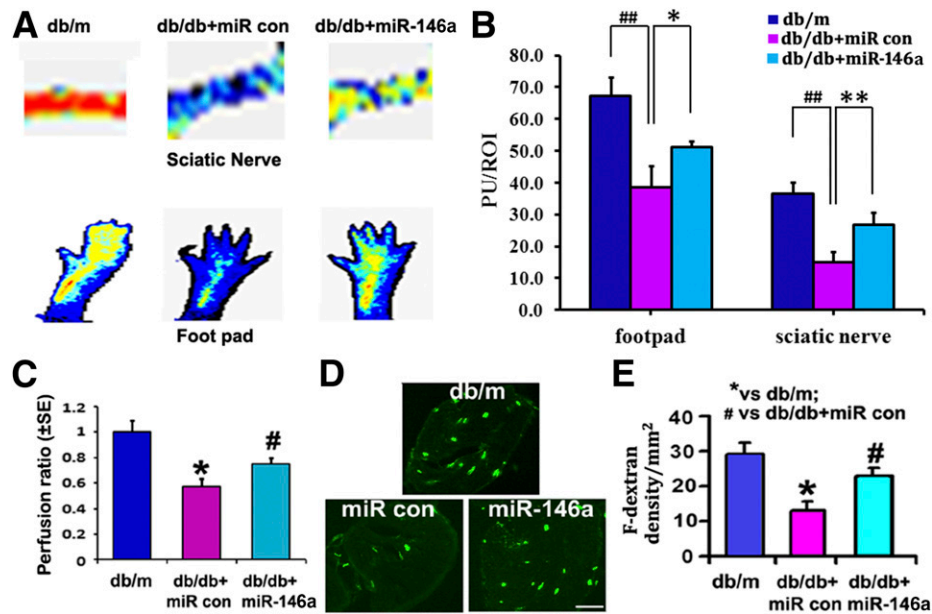 A
db/m
db/db+miR con
db/db+miR-146a
Sciatic Nerve
Foot pad
B
db/m
db/db+miR con
db/db+miR-146a
##
*
##
**
PU/ROI
70.0
60.0
50.0
40.0
30.0
20.0
10.0
0.0
footpad
sciatic nerve
C
Perfusion ratio (±SE)
1.2
1
0.8
0.6
0.4
0.2
0
*
#
db/m
db/db+
miR con
db/db+
miR-146a
D
db/m
miR con
miR-146a
E
*vs db/m;
# vs db/db+miR con
F-dextran
density/mm²
40
30
20
10
0
*
#
db/m
db/db+
miR con
db/db+
miR-146a